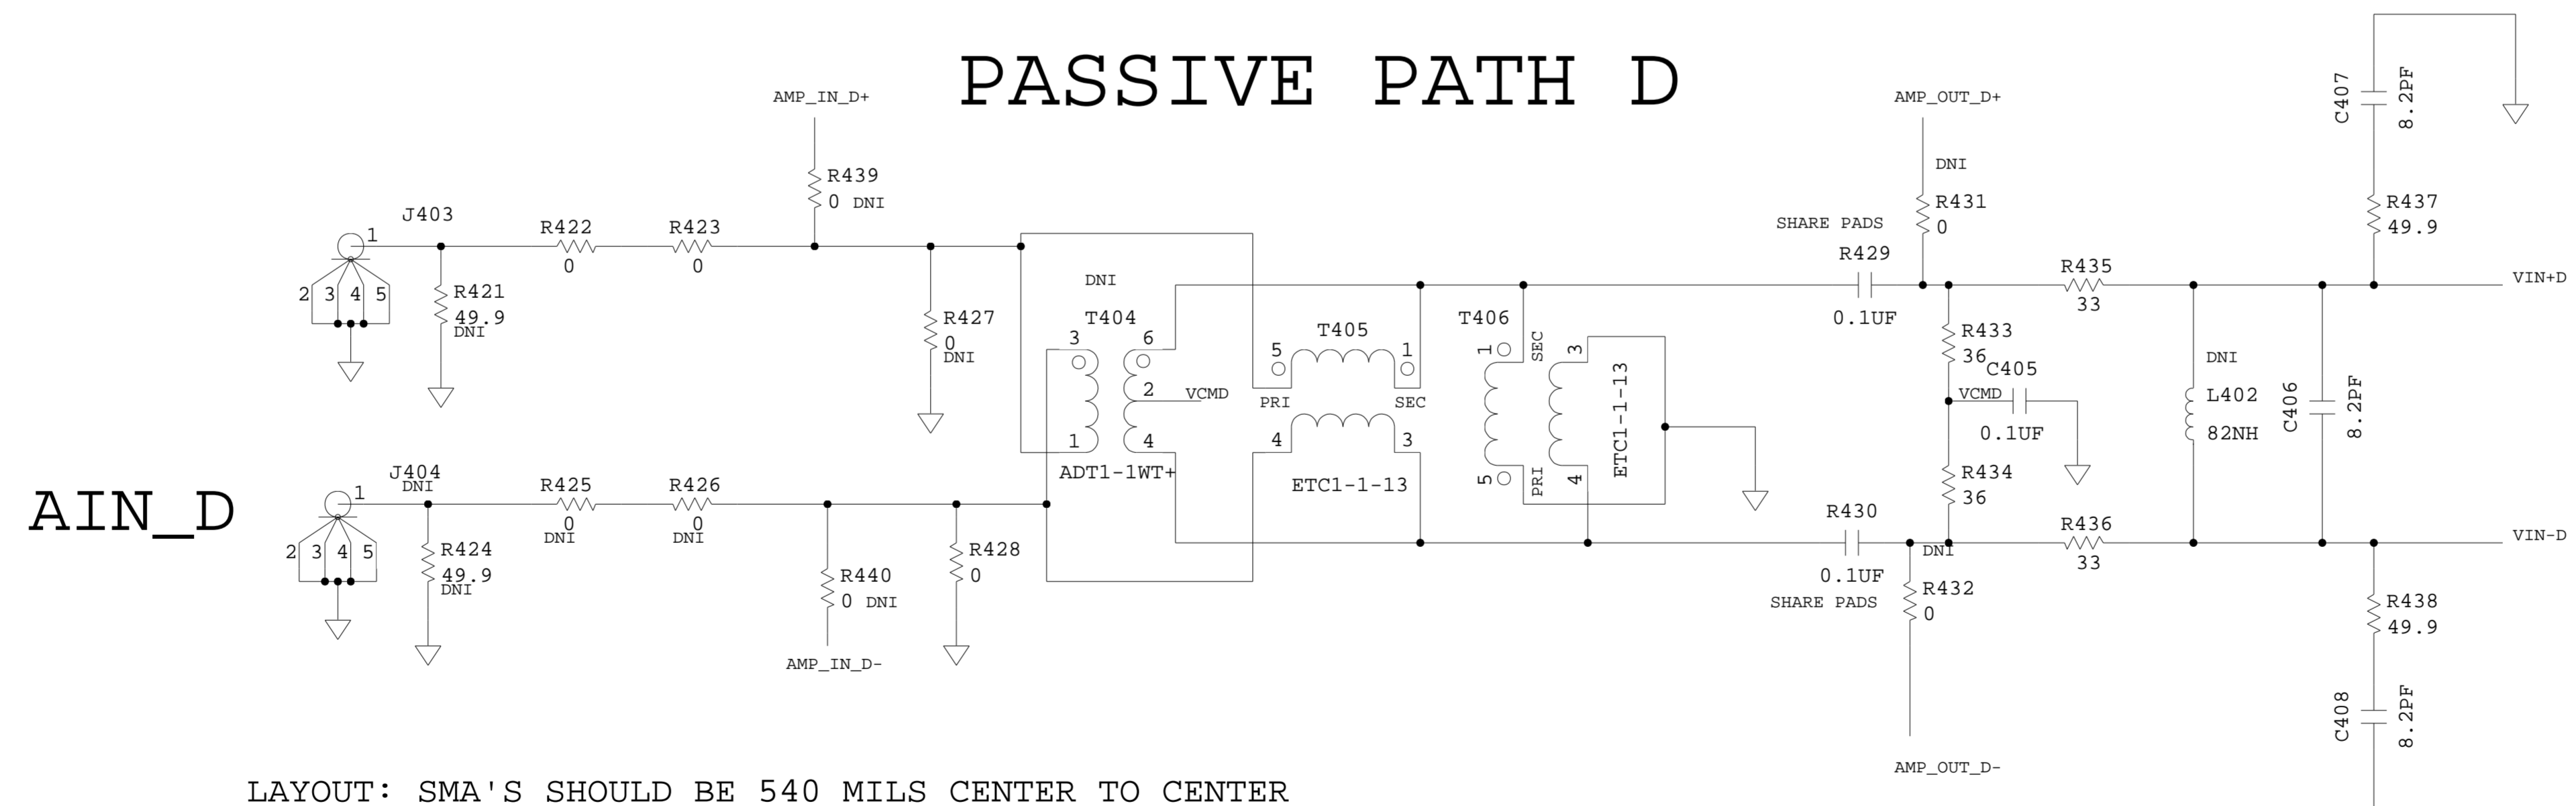 PASSIVE PATH D
AMP_IN_D+
AMP_OUT_D+
C407
8.2PF
R439
0 DNI
DNI
R431
0
R437
49.9
J403
1
2 3 4 5
R422
0
R423
0
R421
49.9
DNI
R427
0
DNI
SHARE PADS
R429
0.1UF
R435
33
VIN+D
DNI
T404
3
6
2
VCMD
1
4
ADT1-1WT+
T405
5
1
PRI
SEC
4
3
ETC1-1-13
T406
1
SEC
3
5
PRI
4
ETC1-1-13
R433
36
VCMD
C405
0.1UF
R434
36
DNI
L402
82NH
C406
8.2PF
AIN_D
J404
DNI
1
2 3 4 5
R425
0
DNI
R426
0
DNI
R424
49.9
DNI
R440
0 DNI
AMP_IN_D-
R428
0
R430
0.1UF
SHARE PADS
DNI
R432
0
R436
33
VIN-D
R438
49.9
C408
8.2PF
AMP_OUT_D-
LAYOUT: SMA'S SHOULD BE 540 MILS CENTER TO CENTER